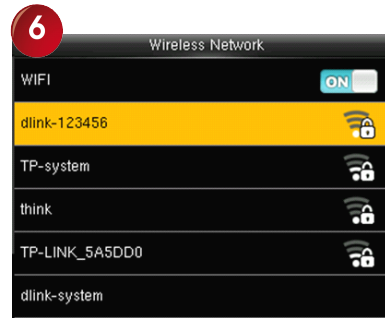 6
Wireless Network
WIFI ON
dlink-123456
TP-system
think
TP-LINK_5A5DD0
dlink-system